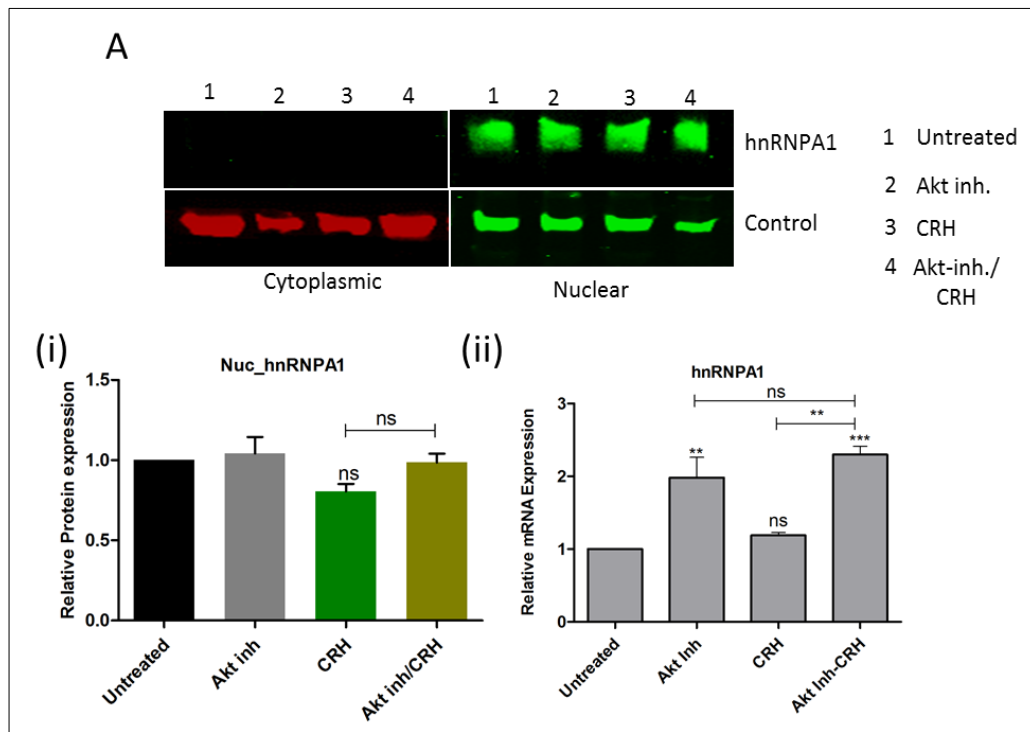 A
1 2 3 4 1 2 3 4
hnRNPA1
Control
Cytoplasmic Nuclear
1 Untreated
2 Akt inh.
3 CRH
4 Akt-inh./
CRH
(i)
Nuc_hnRNPA1
Relative Protein expression
1.5
1.0
0.5
0.0
ns
ns
Untreated
Akt inh
CRH
Akt inh/CRH
(ii)
hnRNPA1
Relative mRNA Expression
4
3
2
1
0
ns
**
**
ns
***
Untreated
Akt Inh
CRH
Akt Inh-CRH